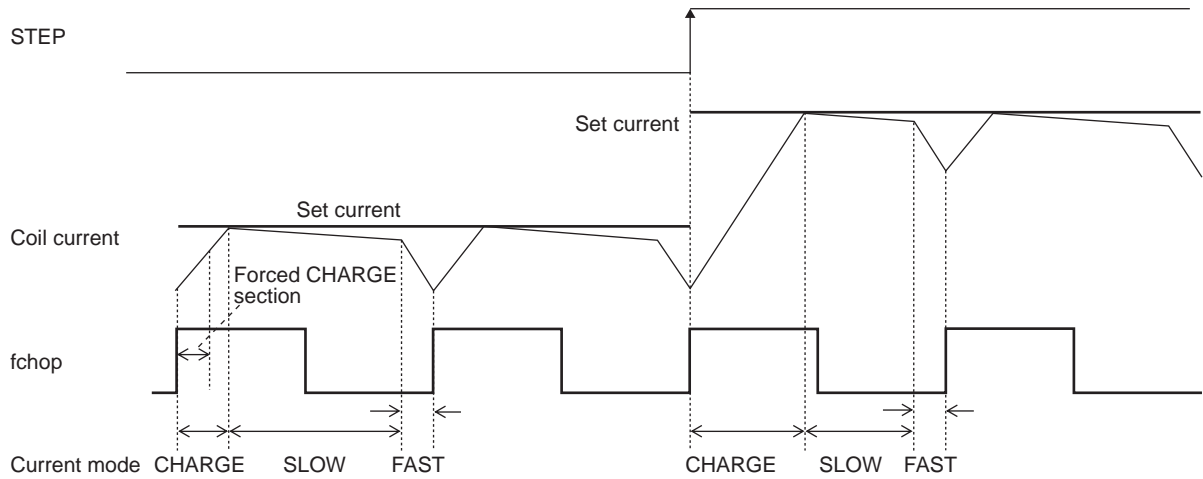 STEP
Set current
Set current
Coil current
Forced CHARGE
section
fchop
Current mode CHARGE SLOW FAST CHARGE SLOW FAST